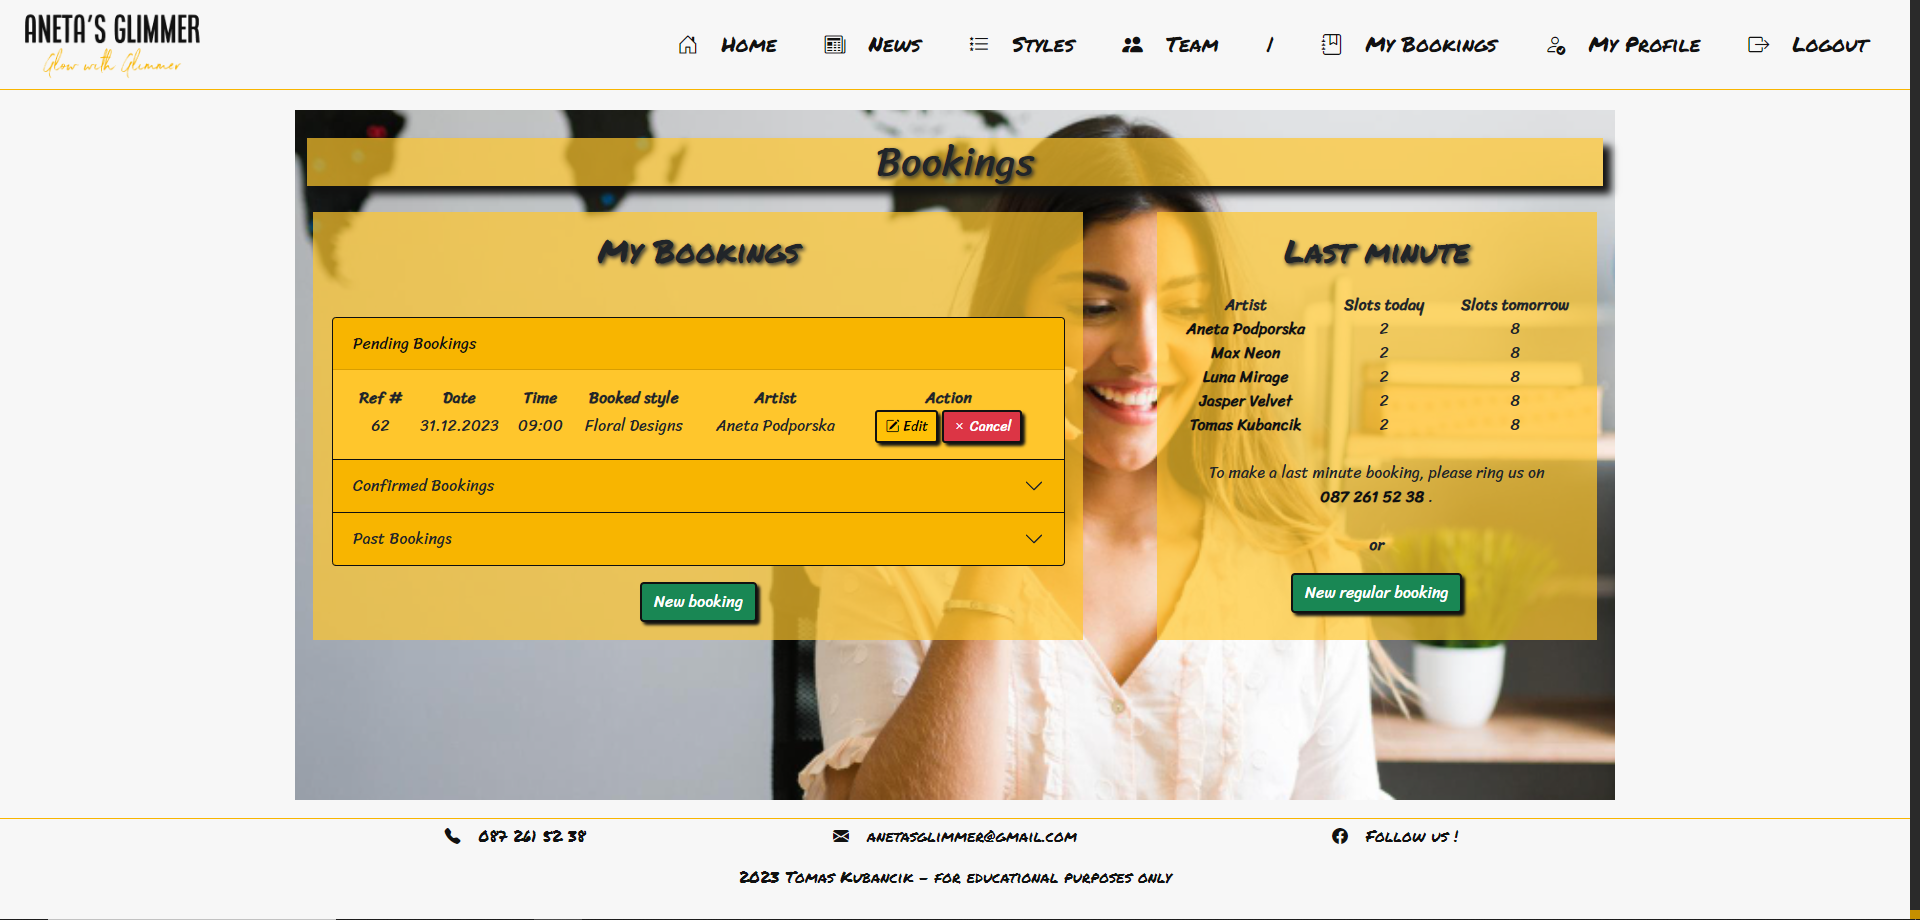 ANETA'S GLIMMER
Glow with Glimmer
Home
News
Styles
Team
/
My Bookings
My Profile
Logout
Bookings
My Bookings
Pending Bookings
Ref # Date Time Booked style Artist Action
62 31.12.2023 09:00 Floral Designs Aneta Podporska Edit × Cancel
Confirmed Bookings
Past Bookings
New booking
Last minute
Artist Slots today Slots tomorrow
Aneta Podporska 2 8
Max Neon 2 8
Luna Mirage 2 8
Jasper Velvet 2 8
Tomas Kubancik 2 8
To make a last minute booking, please ring us on
087 261 52 38 .
or
New regular booking
087 261 52 38
anetasglimmer@gmail.com
Follow us !
2023 Tomas Kubancik - for educational purposes only